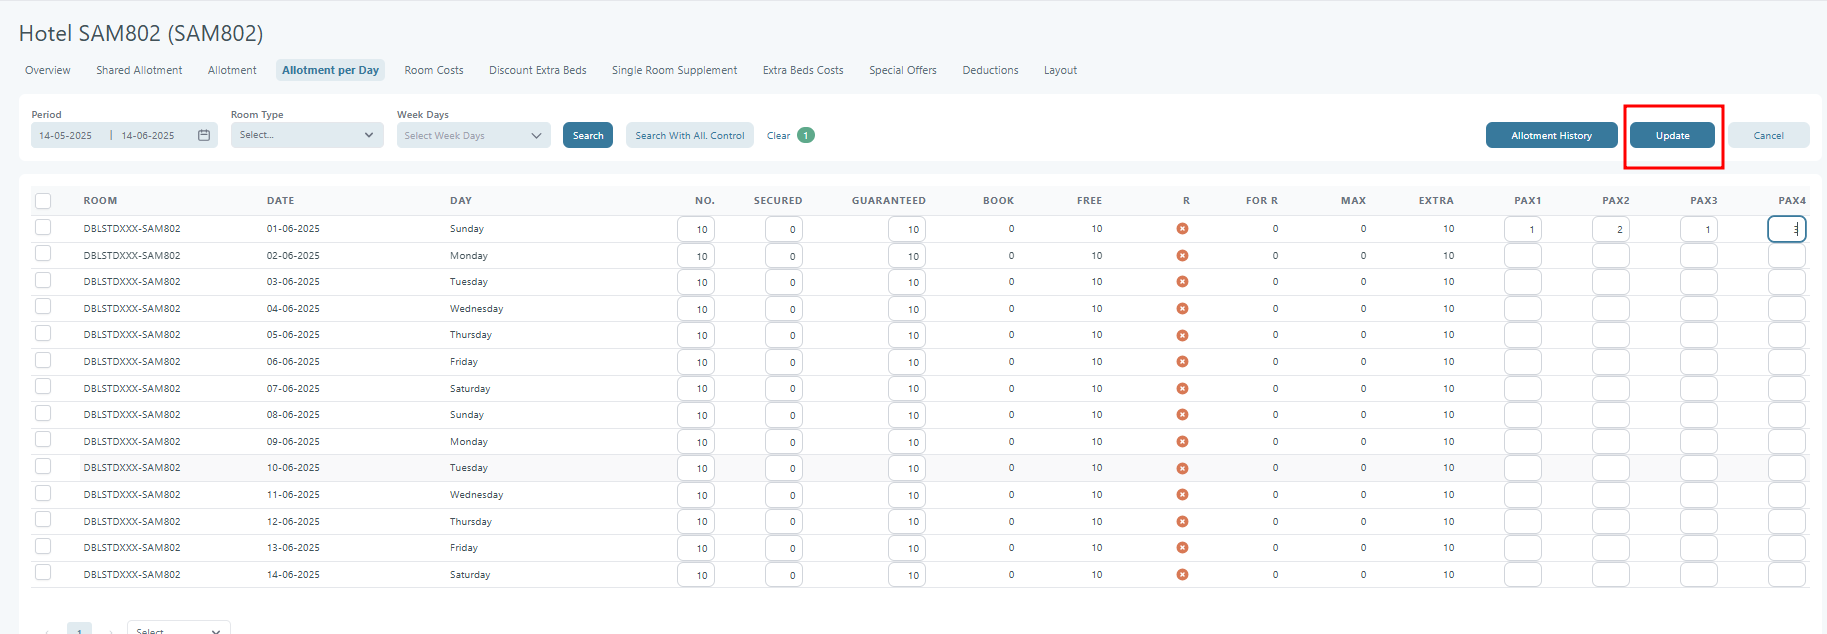 Hotel SAM802 (SAM802)
Overview Shared Allotment Allotment Allotment per Day Room Costs Discount Extra Beds Single Room Supplement Extra Beds Costs Special Offers Deductions Layout
Period Room Type Week Days
14-05-2025 | 14-06-2025 Select... Select Week Days Search Search With All. Control Clear 1 Allotment History Update Cancel
ROOM DATE DAY NO. SECURED GUARANTEED BOOK FREE R FOR R MAX EXTRA PAX1 PAX2 PAX3 PAX4
DBLSTDXXX-SAM802 01-06-2025 Sunday 10 0 10 0 10 0 0 10 1 2 1 3
DBLSTDXXX-SAM802 02-06-2025 Monday 10 0 10 0 10 0 0 10
DBLSTDXXX-SAM802 03-06-2025 Tuesday 10 0 10 0 10 0 0 10
DBLSTDXXX-SAM802 04-06-2025 Wednesday 10 0 10 0 10 0 0 10
DBLSTDXXX-SAM802 05-06-2025 Thursday 10 0 10 0 10 0 0 10
DBLSTDXXX-SAM802 06-06-2025 Friday 10 0 10 0 10 0 0 10
DBLSTDXXX-SAM802 07-06-2025 Saturday 10 0 10 0 10 0 0 10
DBLSTDXXX-SAM802 08-06-2025 Sunday 10 0 10 0 10 0 0 10
DBLSTDXXX-SAM802 09-06-2025 Monday 10 0 10 0 10 0 0 10
DBLSTDXXX-SAM802 10-06-2025 Tuesday 10 0 10 0 10 0 0 10
DBLSTDXXX-SAM802 11-06-2025 Wednesday 10 0 10 0 10 0 0 10
DBLSTDXXX-SAM802 12-06-2025 Thursday 10 0 10 0 10 0 0 10
DBLSTDXXX-SAM802 13-06-2025 Friday 10 0 10 0 10 0 0 10
DBLSTDXXX-SAM802 14-06-2025 Saturday 10 0 10 0 10 0 0 10
1 Select